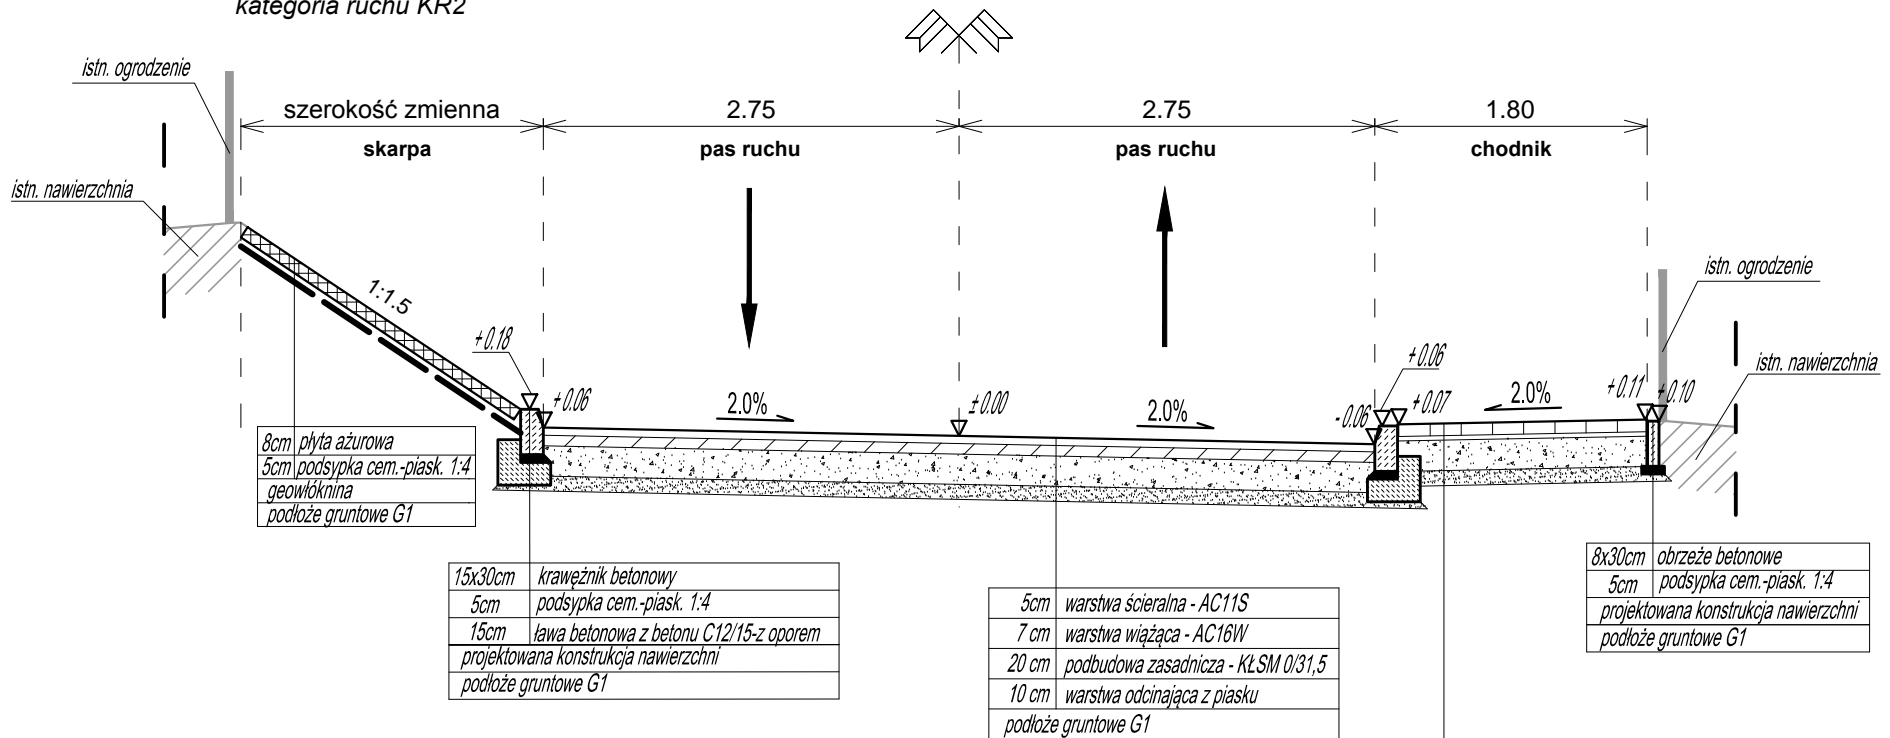 kategoria ruchu KR2
istn. ogrodzenie
szerokość zmienna
2.75
2.75
1.80
skarpa
pas ruchu
pas ruchu
chodnik
istn. nawierzchnia
istn. ogrodzenie
1:1.5
+0.18
+0.06
istn. nawierzchnia
+0.06
2.0%
±0.00
2.0%
-0.06
+0.07
2.0%
+0.11
+0.10
8cm płyta ażurowa
5cm podsypka cem.-piask. 1:4
geowłóknina
podłoże gruntowe G1
15x30cm krawężnik betonowy
5cm podsypka cem.-piask. 1:4
15cm ława betonowa z betonu C12/15-z oporem
projektowana konstrukcja nawierzchni
podłoże gruntowe G1
5cm warstwa ścieralna - AC11S
7 cm warstwa wiążąca - AC16W
20 cm podbudowa zasadnicza - KŁSM 0/31,5
10 cm warstwa odcinająca z piasku
podłoże gruntowe G1
8x30cm obrzeże betonowe
5cm podsypka cem.-piask. 1:4
projektowana konstrukcja nawierzchni
podłoże gruntowe G1